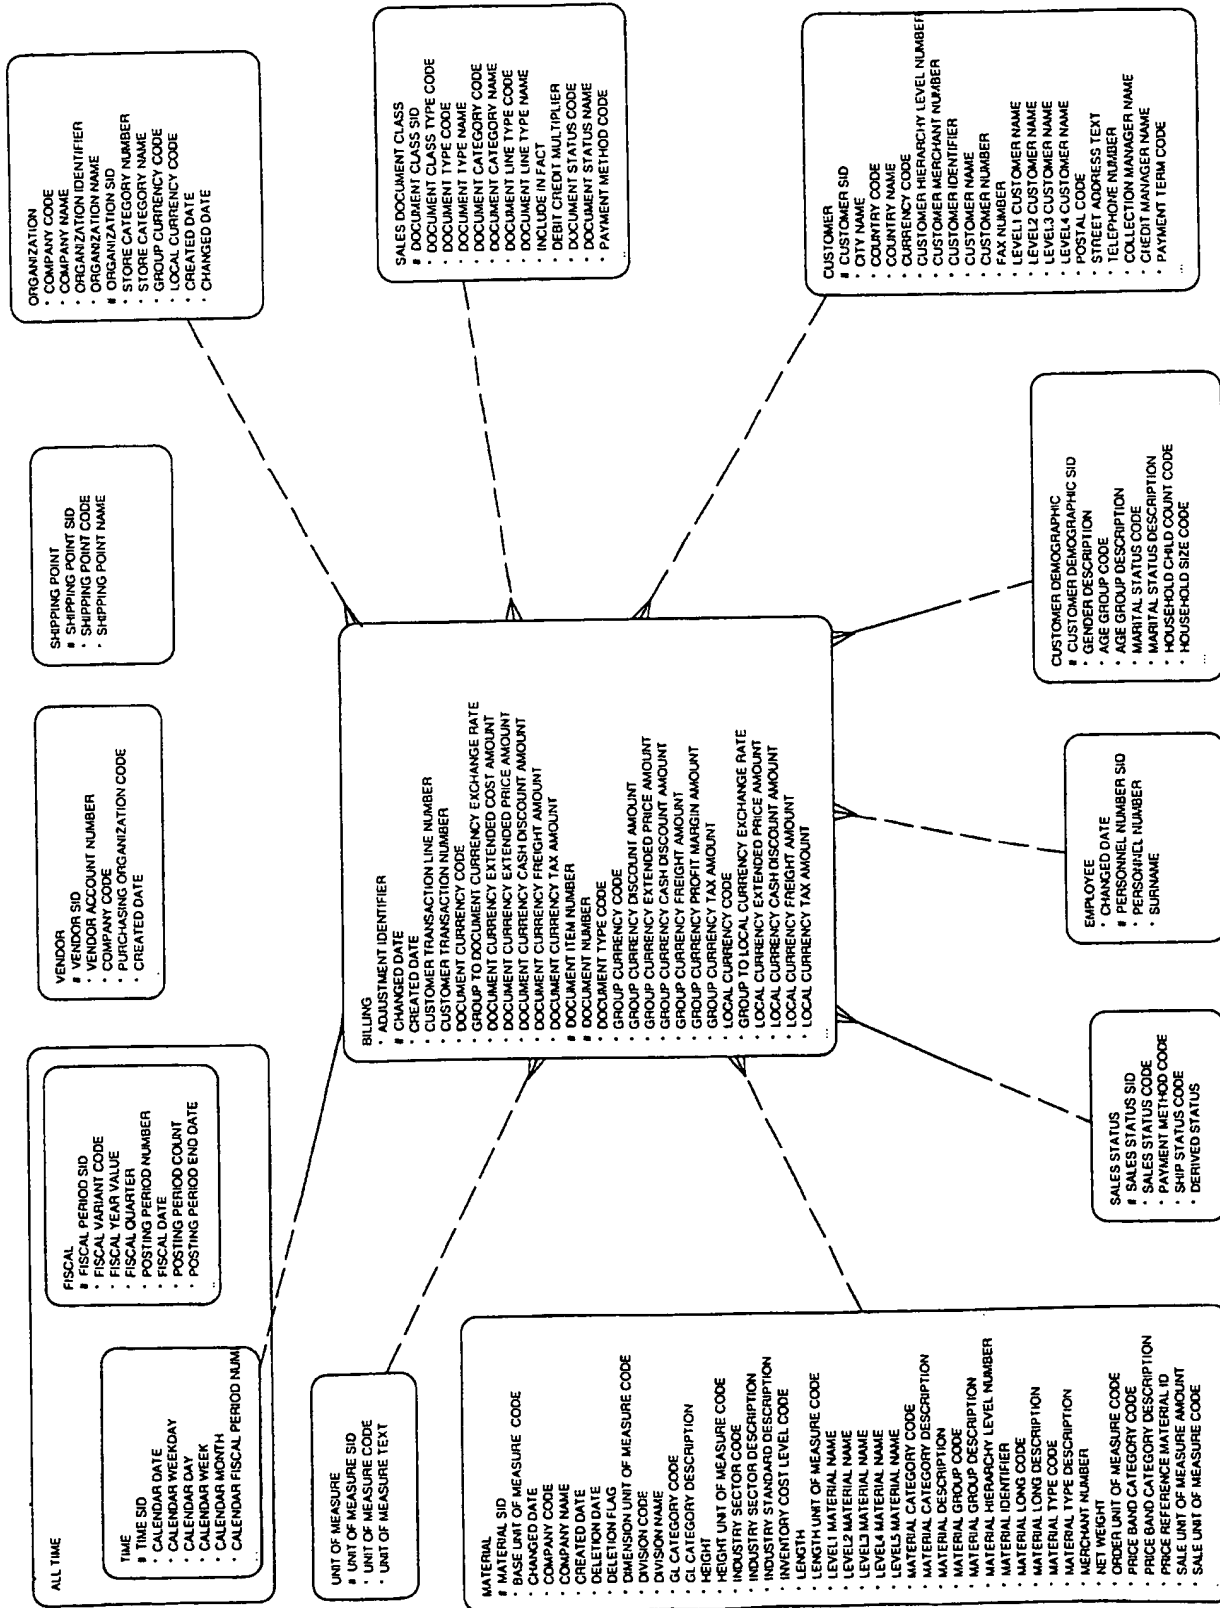 ALL TIME
TIME
# TIME SID
· CALENDAR DATE
· CALENDAR WEEKDAY
· CALENDAR DAY
· CALENDAR WEEK
· CALENDAR MONTH
· CALENDAR FISCAL PERIOD NUM
...
FISCAL
# FISCAL PERIOD SID
· FISCAL VARIANT CODE
· FISCAL YEAR VALUE
· FISCAL QUARTER
· POSTING PERIOD NUMBER
· FISCAL DATE
· POSTING PERIOD COUNT
· POSTING PERIOD END DATE
...
VENDOR
# VENDOR SID
· VENDOR ACCOUNT NUMBER
· COMPANY CODE
· PURCHASING ORGANIZATION CODE
· CREATED DATE
SHIPPING POINT
# SHIPPING POINT SID
· SHIPPING POINT CODE
· SHIPPING POINT NAME
ORGANIZATION
· COMPANY CODE
· COMPANY NAME
· ORGANIZATION IDENTIFIER
· ORGANIZATION NAME
# ORGANIZATION SID
· STORE CATEGORY NUMBER
· STORE CATEGORY NAME
· GROUP CURRENCY CODE
· LOCAL CURRENCY CODE
· CREATED DATE
· CHANGED DATE
UNIT OF MEASURE
# UNIT OF MEASURE SID
· UNIT OF MEASURE CODE
· UNIT OF MEASURE TEXT
BILLING
· ADJUSTMENT IDENTIFIER
# CHANGED DATE
· CREATED DATE
· CUSTOMER TRANSACTION LINE NUMBER
· CUSTOMER TRANSACTION NUMBER
· DOCUMENT CURRENCY CODE
· GROUP TO DOCUMENT CURRENCY EXCHANGE RATE
· DOCUMENT CURRENCY EXTENDED COST AMOUNT
· DOCUMENT CURRENCY EXTENDED PRICE AMOUNT
· DOCUMENT CURRENCY CASH DISCOUNT AMOUNT
· DOCUMENT CURRENCY FREIGHT AMOUNT
· DOCUMENT CURRENCY TAX AMOUNT
# DOCUMENT ITEM NUMBER
# DOCUMENT NUMBER
· DOCUMENT TYPE CODE
· GROUP CURRENCY CODE
· GROUP CURRENCY DISCOUNT AMOUNT
· GROUP CURRENCY EXTENDED PRICE AMOUNT
· GROUP CURRENCY CASH DISCOUNT AMOUNT
· GROUP CURRENCY FREIGHT AMOUNT
· GROUP CURRENCY PROFIT MARGIN AMOUNT
· GROUP CURRENCY TAX AMOUNT
· LOCAL CURRENCY CODE
· GROUP TO LOCAL CURRENCY EXCHANGE RATE
· LOCAL CURRENCY EXTENDED PRICE AMOUNT
· LOCAL CURRENCY CASH DISCOUNT AMOUNT
· LOCAL CURRENCY FREIGHT AMOUNT
· LOCAL CURRENCY TAX AMOUNT
...
SALES DOCUMENT CLASS
# DOCUMENT CLASS SID
· DOCUMENT CLASS TYPE CODE
· DOCUMENT TYPE CODE
· DOCUMENT TYPE NAME
· DOCUMENT CATEGORY CODE
· DOCUMENT CATEGORY NAME
· DOCUMENT LINE TYPE CODE
· DOCUMENT LINE TYPE NAME
· INCLUDE IN FACT
· DEBIT CREDIT MULTIPLIER
· DOCUMENT STATUS CODE
· DOCUMENT STATUS NAME
· PAYMENT METHOD CODE
...
MATERIAL
# MATERIAL SID
· BASE UNIT OF MEASURE CODE
· CHANGED DATE
· COMPANY CODE
· COMPANY NAME
· CREATED DATE
· DELETION DATE
· DELETION FLAG
· DIMENSION UNIT OF MEASURE CODE
· DIVISION CODE
· DIVISION NAME
· GL CATEGORY CODE
· GL CATEGORY DESCRIPTION
· HEIGHT
· HEIGHT UNIT OF MEASURE CODE
· INDUSTRY SECTOR CODE
· INDUSTRY SECTOR DESCRIPTION
· INDUSTRY STANDARD DESCRIPTION
· INVENTORY COST LEVEL CODE
· LENGTH
· LENGTH UNIT OF MEASURE CODE
· LEVEL1 MATERIAL NAME
· LEVEL2 MATERIAL NAME
· LEVEL3 MATERIAL NAME
· LEVEL4 MATERIAL NAME
· LEVEL5 MATERIAL NAME
· MATERIAL CATEGORY CODE
· MATERIAL CATEGORY DESCRIPTION
· MATERIAL DESCRIPTION
· MATERIAL GROUP CODE
· MATERIAL GROUP DESCRIPTION
· MATERIAL HIERARCHY LEVEL NUMBER
· MATERIAL IDENTIFIER
· MATERIAL LONG CODE
· MATERIAL LONG DESCRIPTION
· MATERIAL TYPE CODE
· MATERIAL TYPE DESCRIPTION
· MERCHANT NUMBER
· NET WEIGHT
· ORDER UNIT OF MEASURE CODE
· PRICE BAND CATEGORY CODE
· PRICE BAND CATEGORY DESCRIPTION
· PRICE REFERENCE MATERIAL ID
· SALE UNIT OF MEASURE AMOUNT
· SALE UNIT OF MEASURE CODE
...
SALES STATUS
# SALES STATUS SID
· SALES STATUS CODE
· PAYMENT METHOD CODE
· SHIP STATUS CODE
· DERIVED STATUS
EMPLOYEE
· CHANGED DATE
# PERSONNEL NUMBER SID
· PERSONNEL NUMBER
· SURNAME
CUSTOMER DEMOGRAPHIC
# CUSTOMER DEMOGRAPHIC SID
· GENDER DESCRIPTION
· AGE GROUP CODE
· AGE GROUP DESCRIPTION
· MARITAL STATUS CODE
· MARITAL STATUS DESCRIPTION
· HOUSEHOLD CHILD COUNT CODE
· HOUSEHOLD SIZE CODE
...
CUSTOMER
# CUSTOMER SID
· CITY NAME
· COUNTRY CODE
· COUNTRY NAME
· CURRENCY CODE
· CUSTOMER HIERARCHY LEVEL NUMBER
· CUSTOMER MERCHANT NUMBER
· CUSTOMER IDENTIFIER
· CUSTOMER NAME
· CUSTOMER NUMBER
· FAX NUMBER
· LEVEL1 CUSTOMER NAME
· LEVEL2 CUSTOMER NAME
· LEVEL3 CUSTOMER NAME
· LEVEL4 CUSTOMER NAME
· POSTAL CODE
· STREET ADDRESS TEXT
· TELEPHONE NUMBER
· COLLECTION MANAGER NAME
· CREDIT MANAGER NAME
· PAYMENT TERM CODE
...